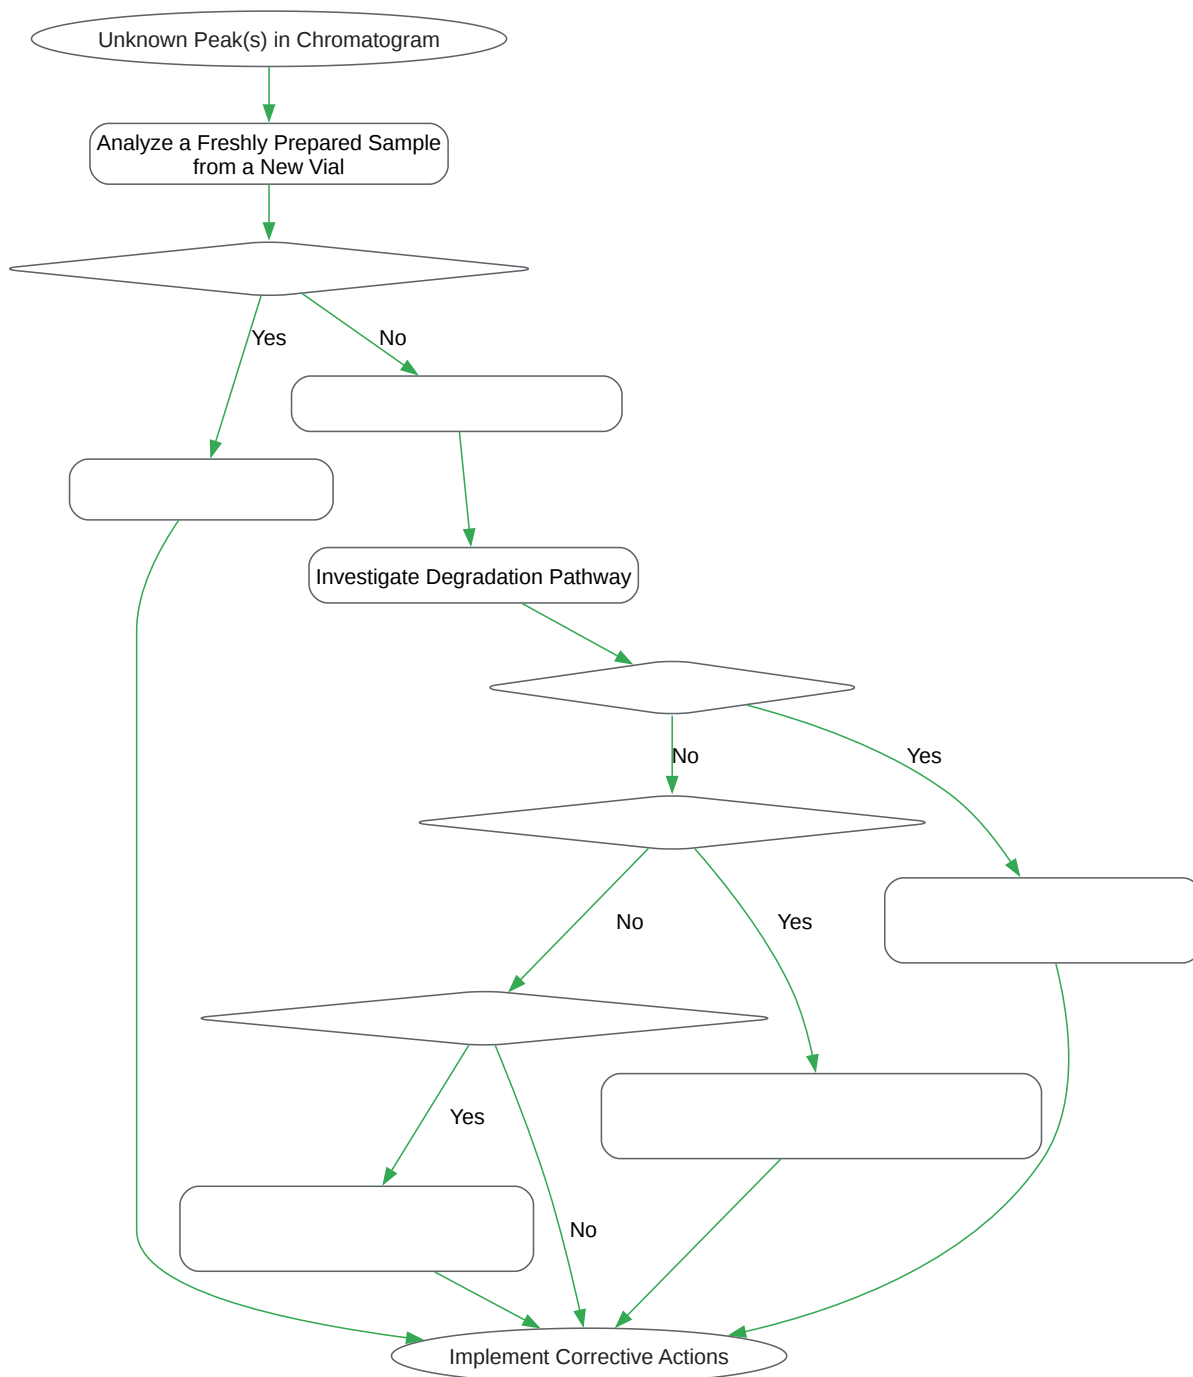 Unknown Peak(s) in Chromatogram
Analyze a Freshly Prepared Sample
from a New Vial
Yes
No
Investigate Degradation Pathway
No
Yes
No
Yes
Yes
No
Implement Corrective Actions